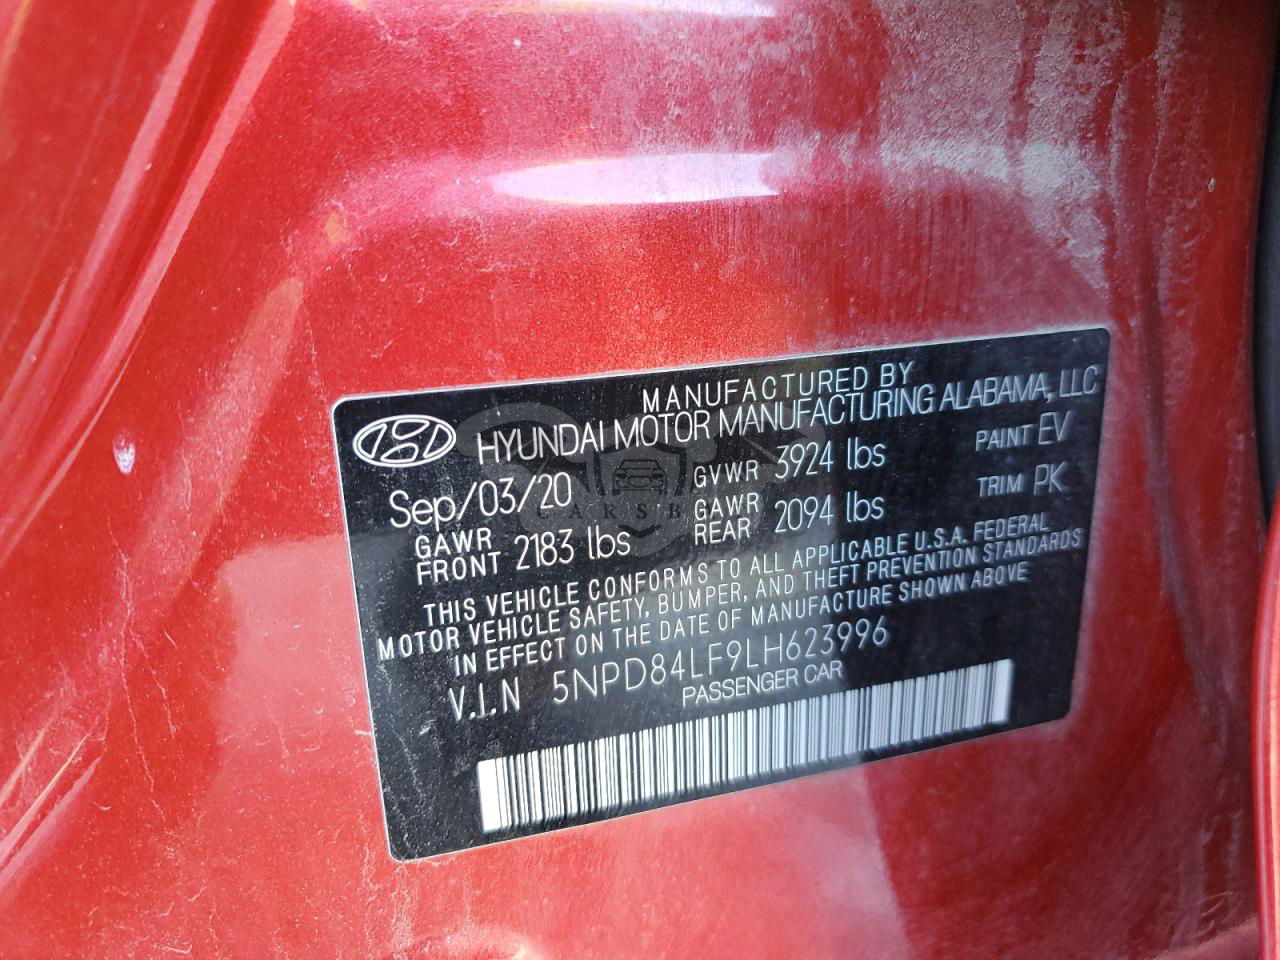 MANUFACTURED BY
HYUNDAI MOTOR MANUFACTURING ALABAMA, LLC
Sep/03/20 GVWR 3924 lbs PAINT EV
GAWR FRONT 2183 lbs GAWR REAR 2094 lbs TRIM PK
THIS VEHICLE CONFORMS TO ALL APPLICABLE U.S.A. FEDERAL
MOTOR VEHICLE SAFETY, BUMPER, AND THEFT PREVENTION STANDARDS
IN EFFECT ON THE DATE OF MANUFACTURE SHOWN ABOVE
V.I.N 5NPD84LF9LH623996
PASSENGER CAR